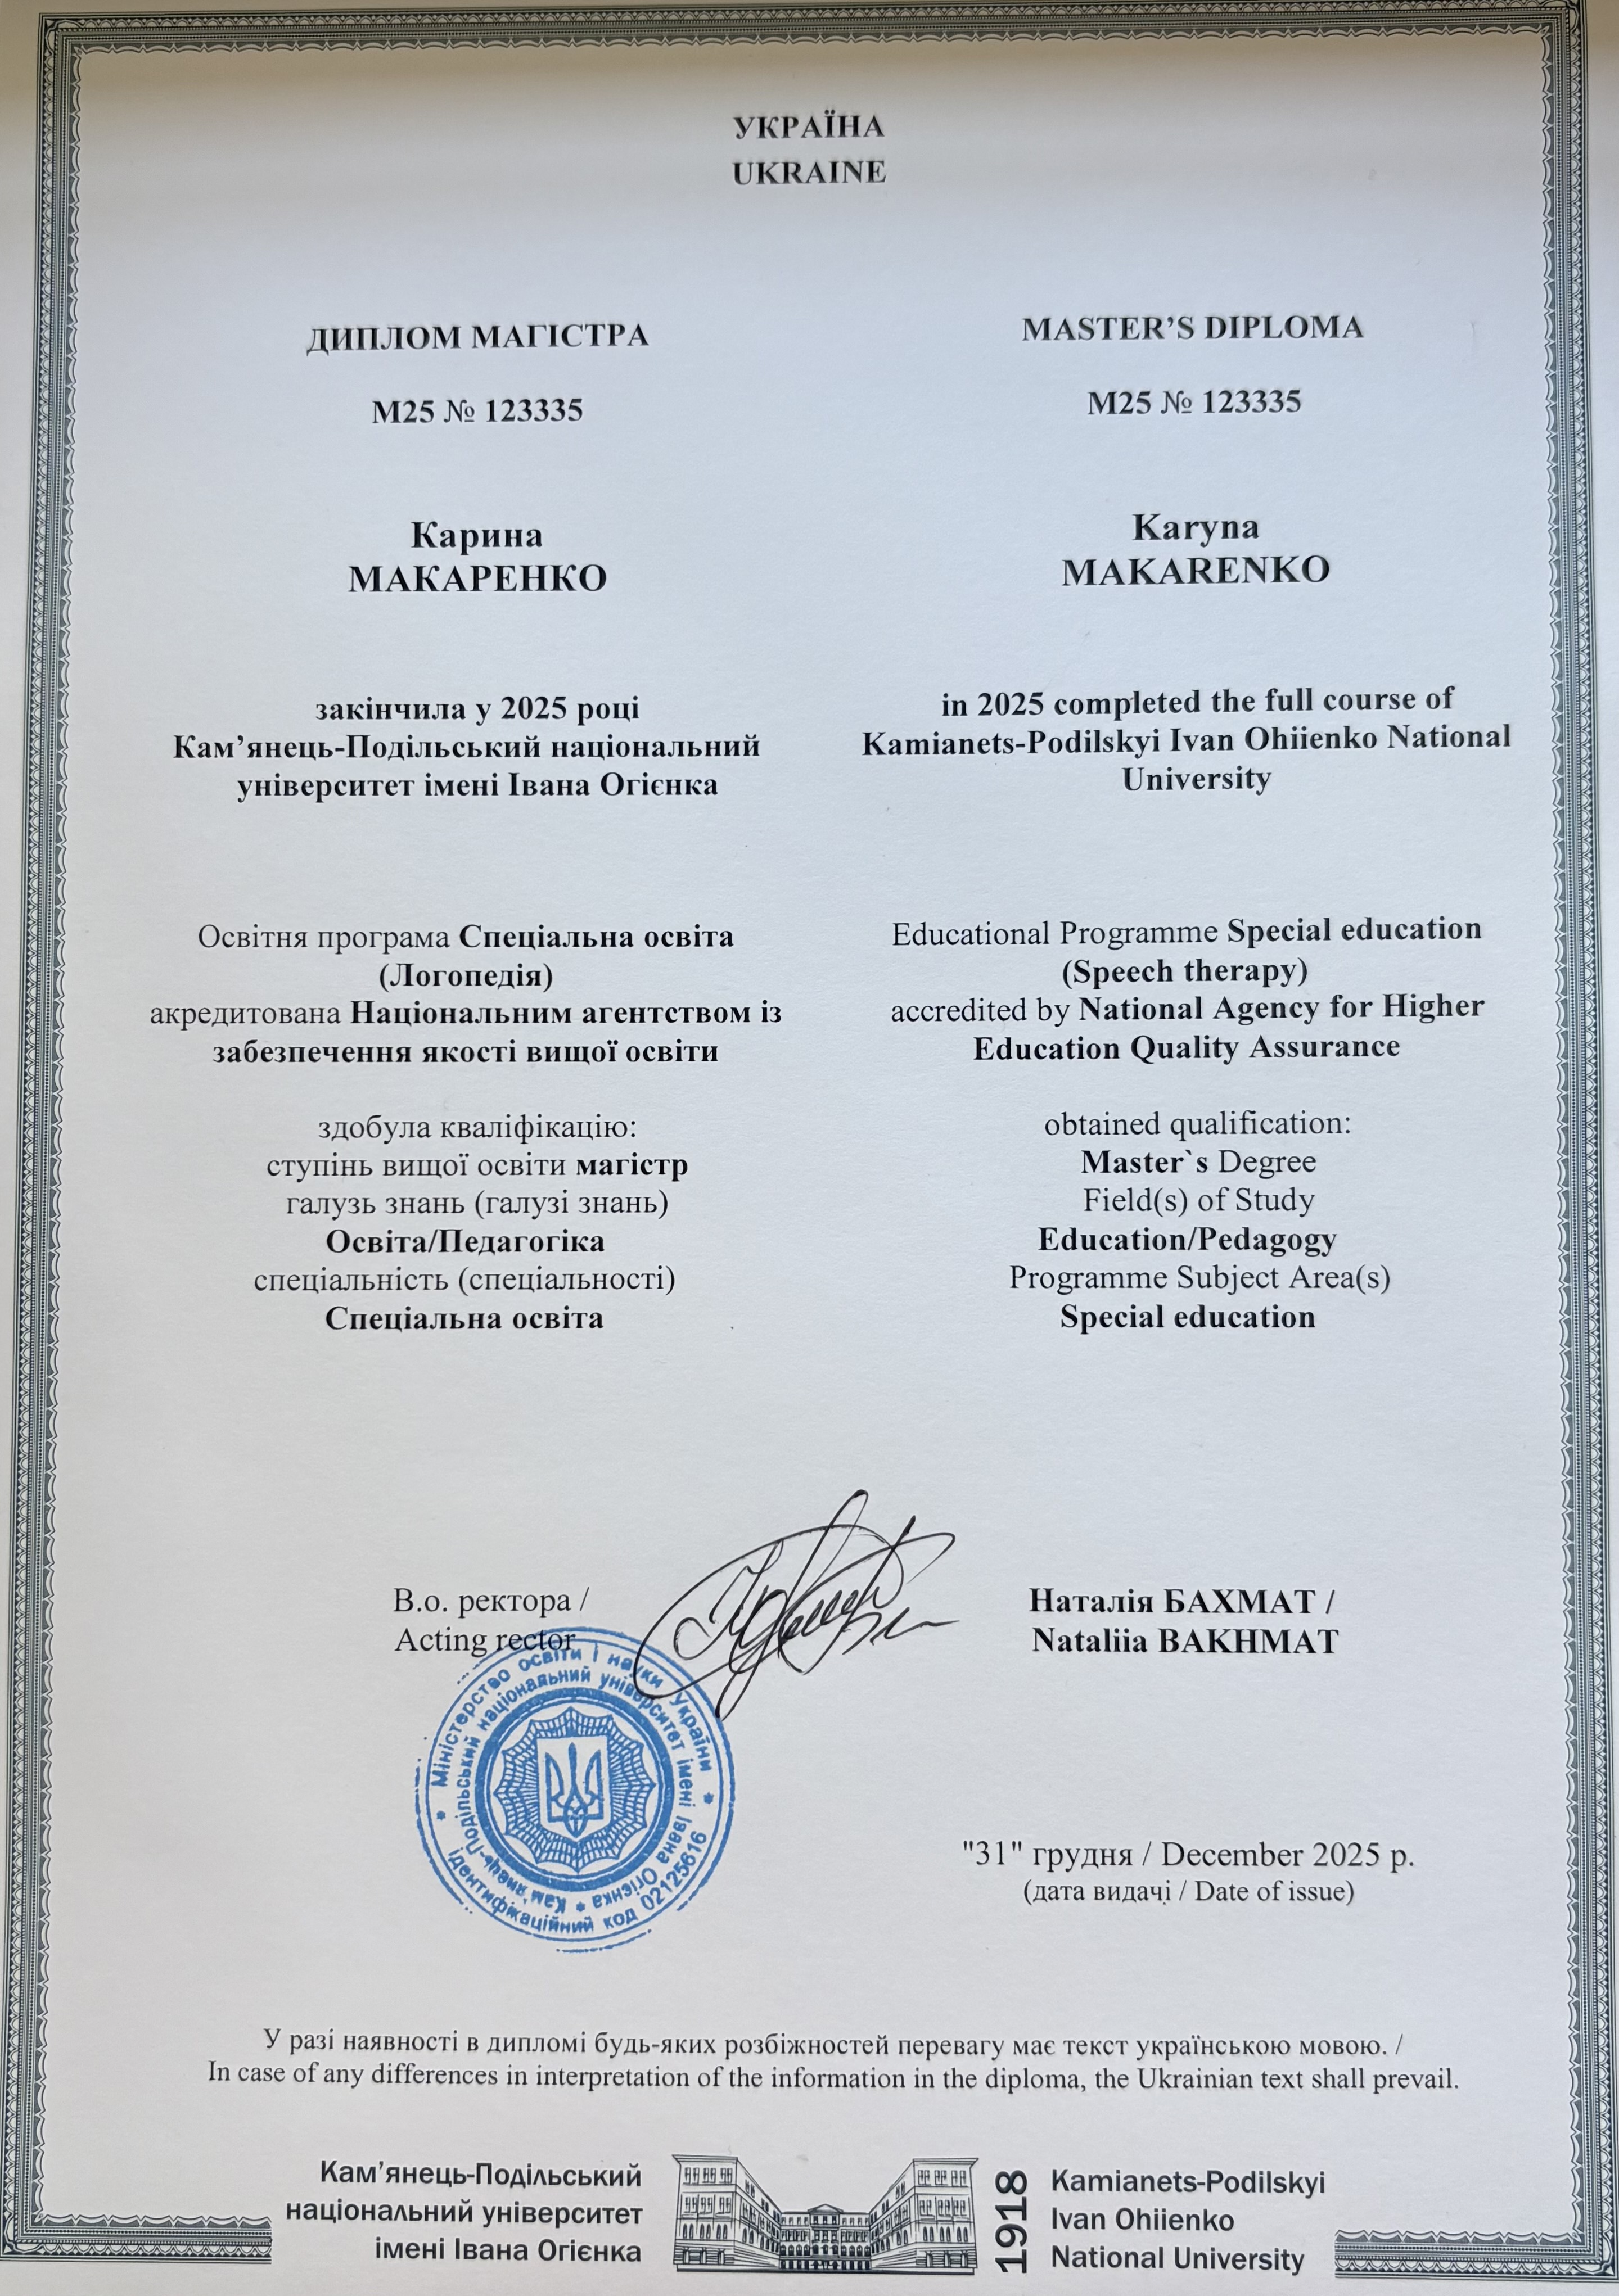 УКРАЇНА
UKRAINE
ДИПЛОМ МАГІСТРА
М25 № 123335
Карина
МАКАРЕНКО
закінчила у 2025 році
Кам’янець-Подільський національний
університет імені Івана Огієнка
Освітня програма Спеціальна освіта
(Логопедія)
акредитована Національним агентством із
забезпечення якості вищої освіти
здобула кваліфікацію:
ступінь вищої освіти магістр
галузь знань (галузі знань)
Освіта/Педагогіка
спеціальність (спеціальності)
Спеціальна освіта
MASTER’S DIPLOMA
M25 № 123335
Karyna
MAKARENKO
in 2025 completed the full course of
Kamianets-Podilskyi Ivan Ohiienko National
University
Educational Programme Special education
(Speech therapy)
accredited by National Agency for Higher
Education Quality Assurance
obtained qualification:
Master`s Degree
Field(s) of Study
Education/Pedagogy
Programme Subject Area(s)
Special education
В.о. ректора /
Acting rector
Наталія БАХМАТ /
Nataliia BAKHMAT
Міністерство освіти і науки України
ідентифікаційний код 02125616
Кам’янець-Подільський національний університет імені Івана Огієнка
"31" грудня / December 2025 р.
(дата видачі / Date of issue)
У разі наявності в дипломі будь-яких розбіжностей перевагу має текст українською мовою. /
In case of any differences in interpretation of the information in the diploma, the Ukrainian text shall prevail.
Кам’янець-Подільський
національний університет
імені Івана Огієнка
1918
Kamianets-Podilskyi
Ivan Ohiienko
National University